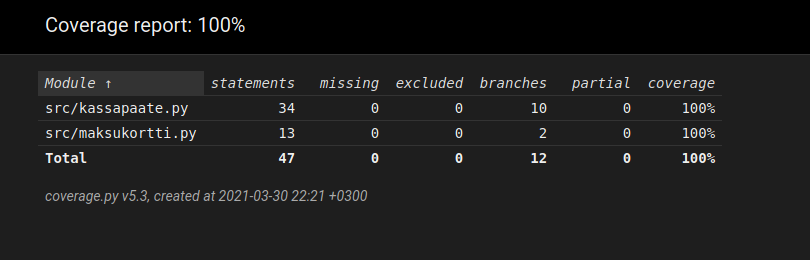 Coverage report: 100%
Module ↑ statements missing excluded branches partial coverage
src/kassapaate.py 34 0 0 10 0 100%
src/maksukortti.py 13 0 0 2 0 100%
Total 47 0 0 12 0 100%
coverage.py v5.3, created at 2021-03-30 22:21 +0300